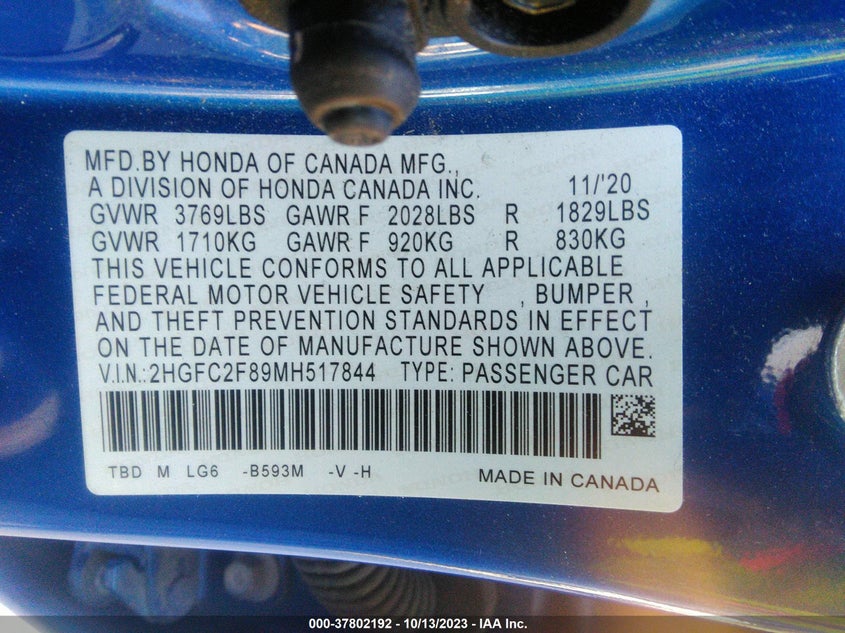 MFD.BY HONDA OF CANADA MFG.,
A DIVISION OF HONDA CANADA INC. 11/'20
GVWR 3769LBS GAWR F 2028LBS R 1829LBS
GVWR 1710KG GAWR F 920KG R 830KG
THIS VEHICLE CONFORMS TO ALL APPLICABLE
FEDERAL MOTOR VEHICLE SAFETY , BUMPER ,
AND THEFT PREVENTION STANDARDS IN EFFECT
ON THE DATE OF MANUFACTURE SHOWN ABOVE.
V.I.N.:2HGFC2F89MH517844 TYPE: PASSENGER CAR
TBD M LG6 -B593M -V -H MADE IN CANADA
000-37802192 - 10/13/2023 - IAA Inc.